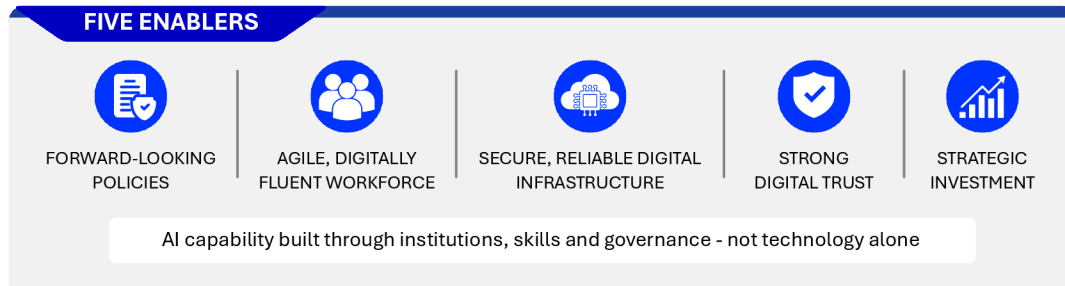 FIVE ENABLERS
FORWARD-LOOKING
POLICIES
AGILE, DIGITALLY
FLUENT WORKFORCE
SECURE, RELIABLE DIGITAL
INFRASTRUCTURE
STRONG
DIGITAL TRUST
STRATEGIC
INVESTMENT
AI capability built through institutions, skills and governance - not technology alone